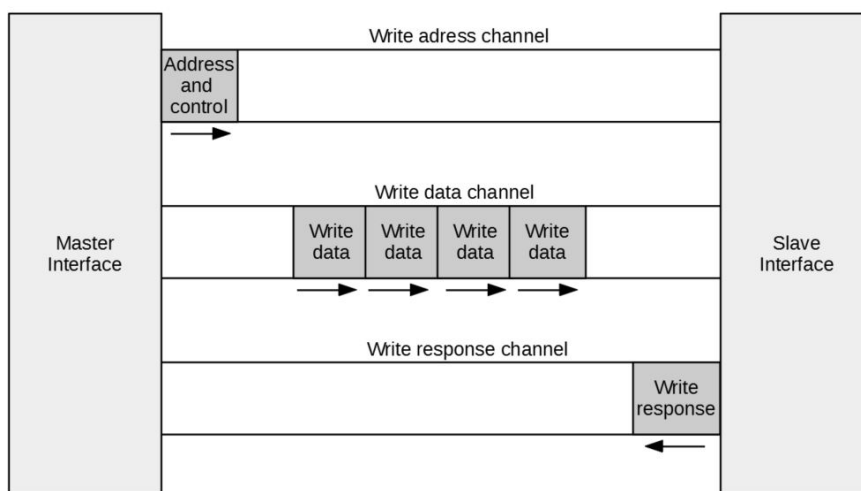 Write adress channel
Address
and
control
Write data channel
Write
data
Write
data
Write
data
Write
data
Master
Interface
Slave
Interface
Write response channel
Write
response